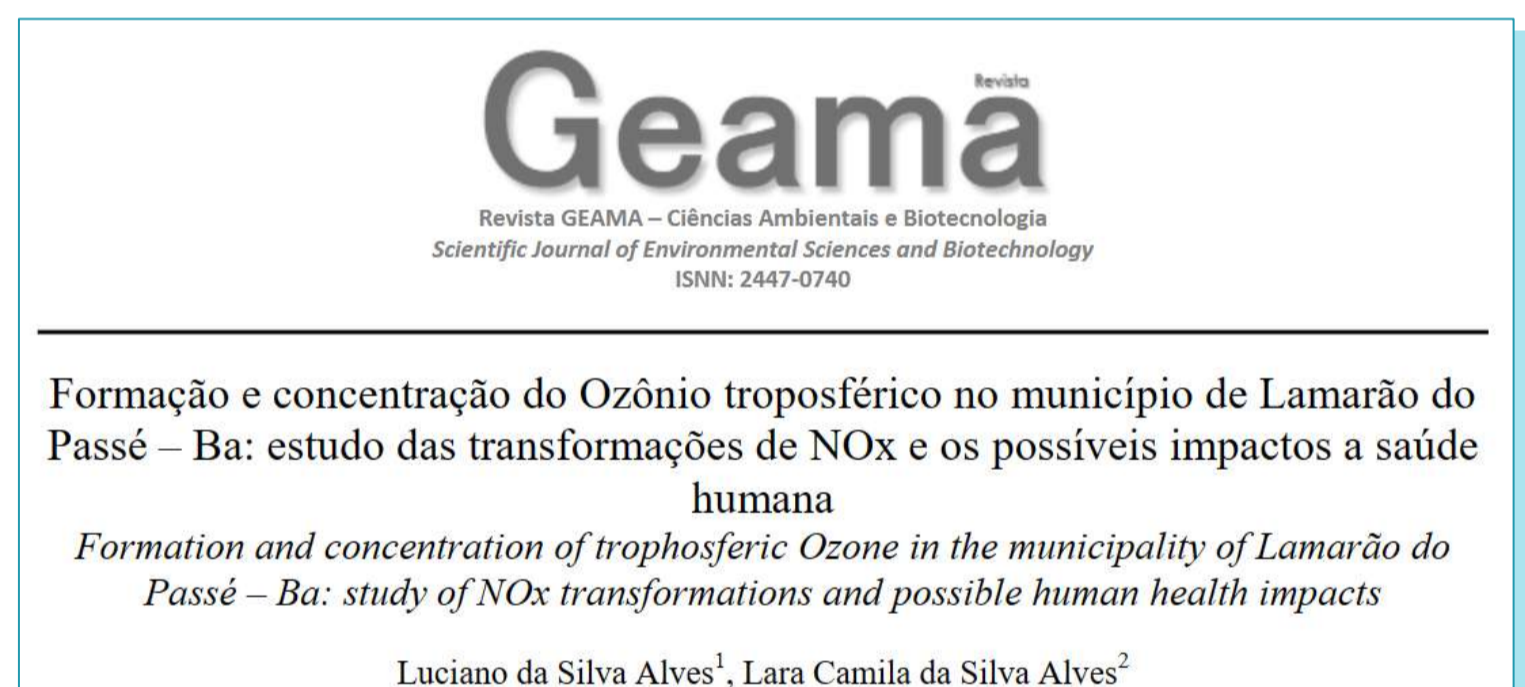 Revista
Geama
Revista GEAMA – Ciências Ambientais e Biotecnologia
Scientific Journal of Environmental Sciences and Biotechnology
ISNN: 2447-0740
Formação e concentração do Ozônio troposférico no município de Lamarão do
Passé – Ba: estudo das transformações de NOx e os possíveis impactos a saúde
humana
Formation and concentration of trophosferic Ozone in the municipality of Lamarão do
Passé – Ba: study of NOx transformations and possible human health impacts
Luciano da Silva Alves¹, Lara Camila da Silva Alves²